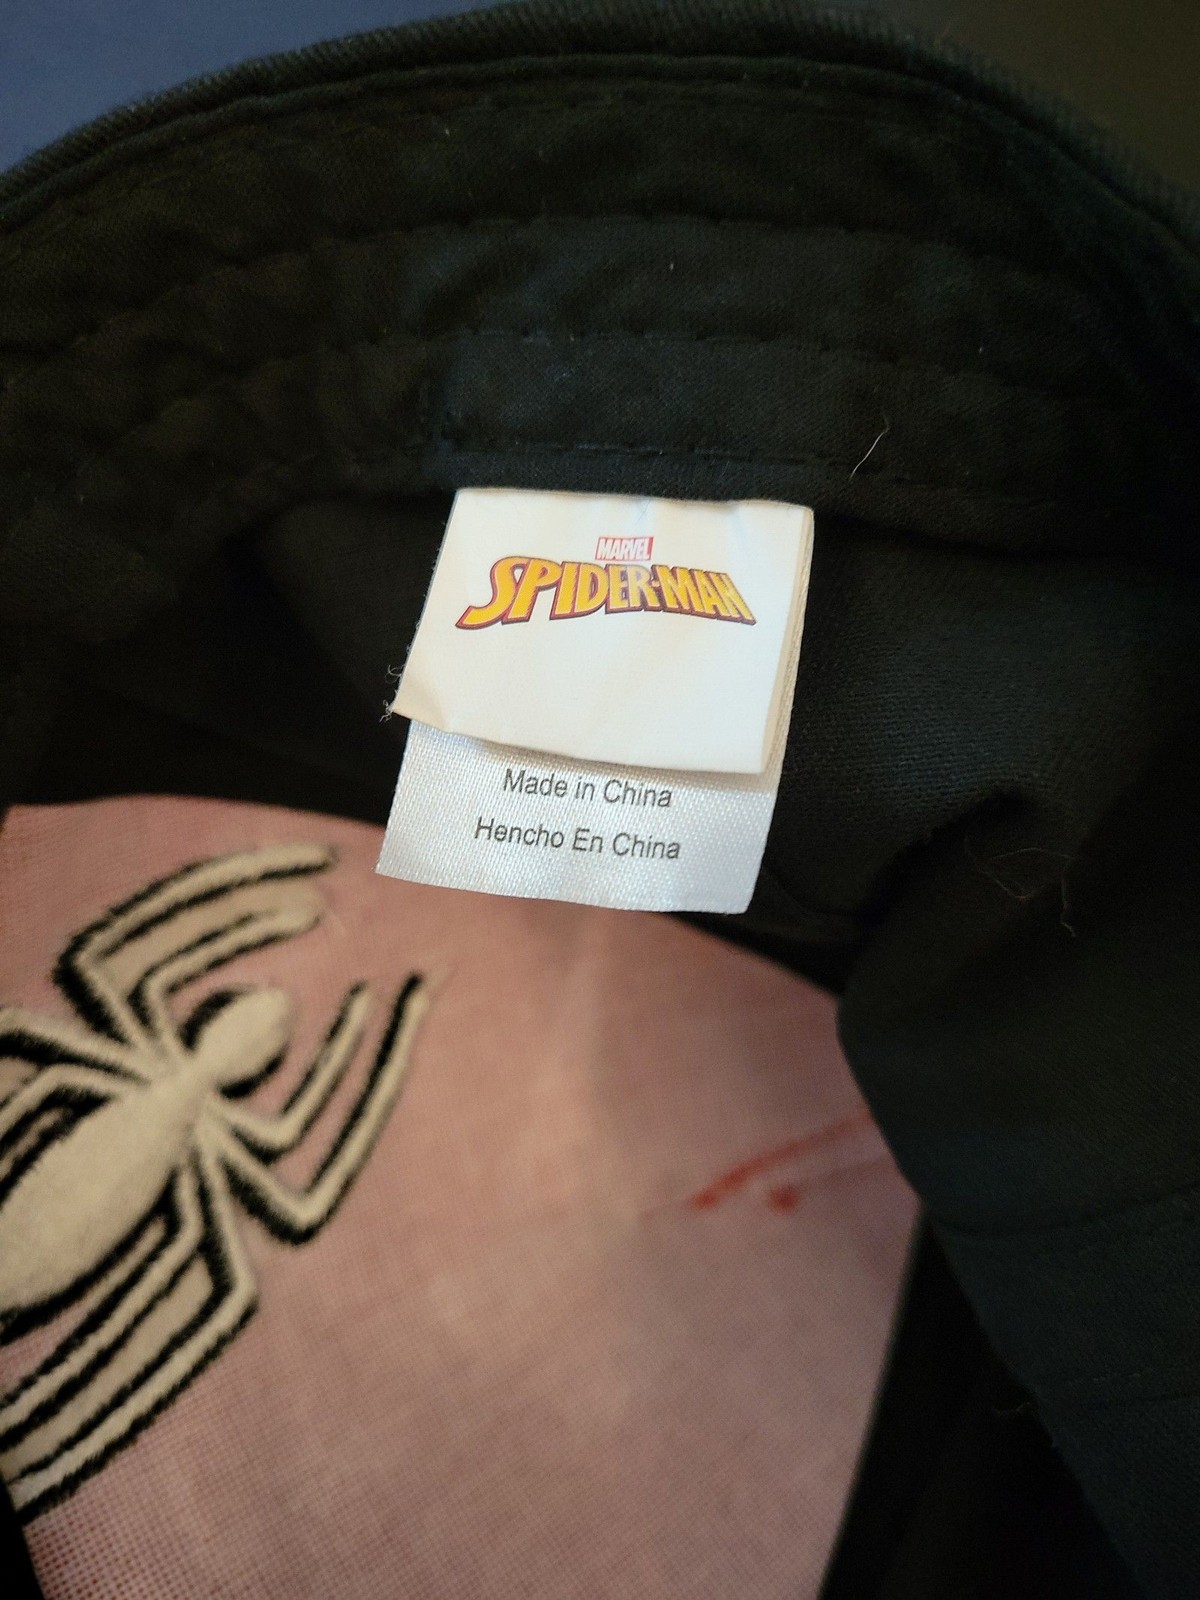 MARVEL
SPIDER-MAN
Made in China
Hencho En China